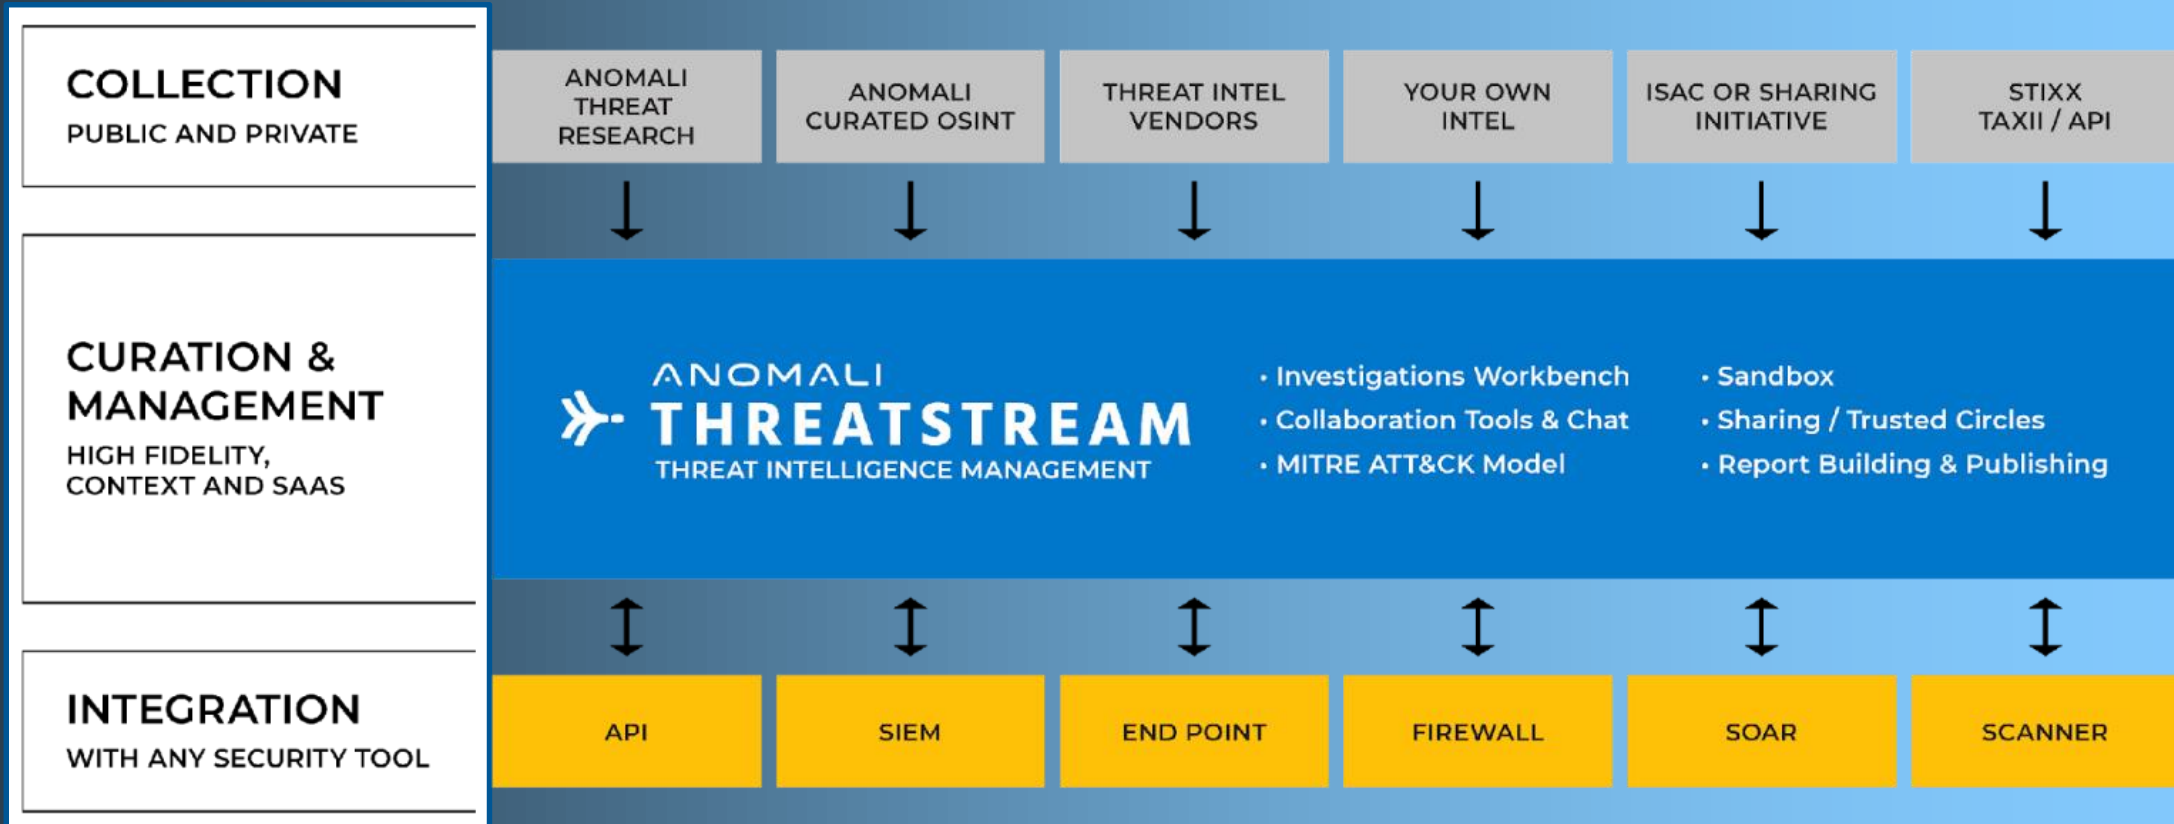 COLLECTION
PUBLIC AND PRIVATE
ANOMALI
THREAT
RESEARCH
ANOMALI
CURATED OSINT
THREAT INTEL
VENDORS
YOUR OWN
INTEL
ISAC OR SHARING
INITIATIVE
STIXX
TAXII / API
CURATION &
MANAGEMENT
HIGH FIDELITY,
CONTEXT AND SAAS
ANOMALI
THREATSTREAM
THREAT INTELLIGENCE MANAGEMENT
• Investigations Workbench
• Collaboration Tools & Chat
• MITRE ATT&CK Model
• Sandbox
• Sharing / Trusted Circles
• Report Building & Publishing
INTEGRATION
WITH ANY SECURITY TOOL
API
SIEM
END POINT
FIREWALL
SOAR
SCANNER